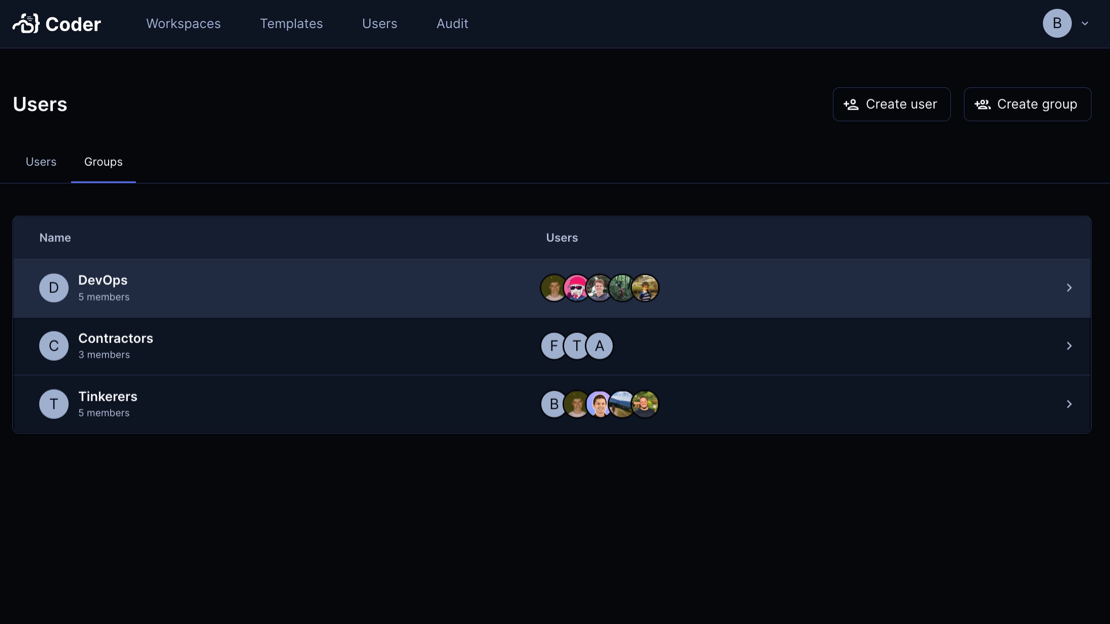 Coder Workspaces Templates Users Audit B
Users Create user Create group
Users Groups
Name Users
D DevOps
5 members
C Contractors F T A
3 members
T Tinkerers B
5 members